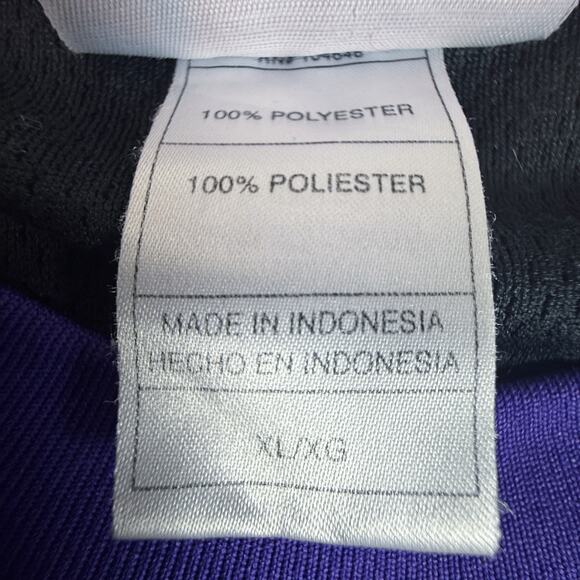 100% POLYESTER
100% POLIESTER
MADE IN INDONESIA
HECHO EN INDONESIA
XL/XG